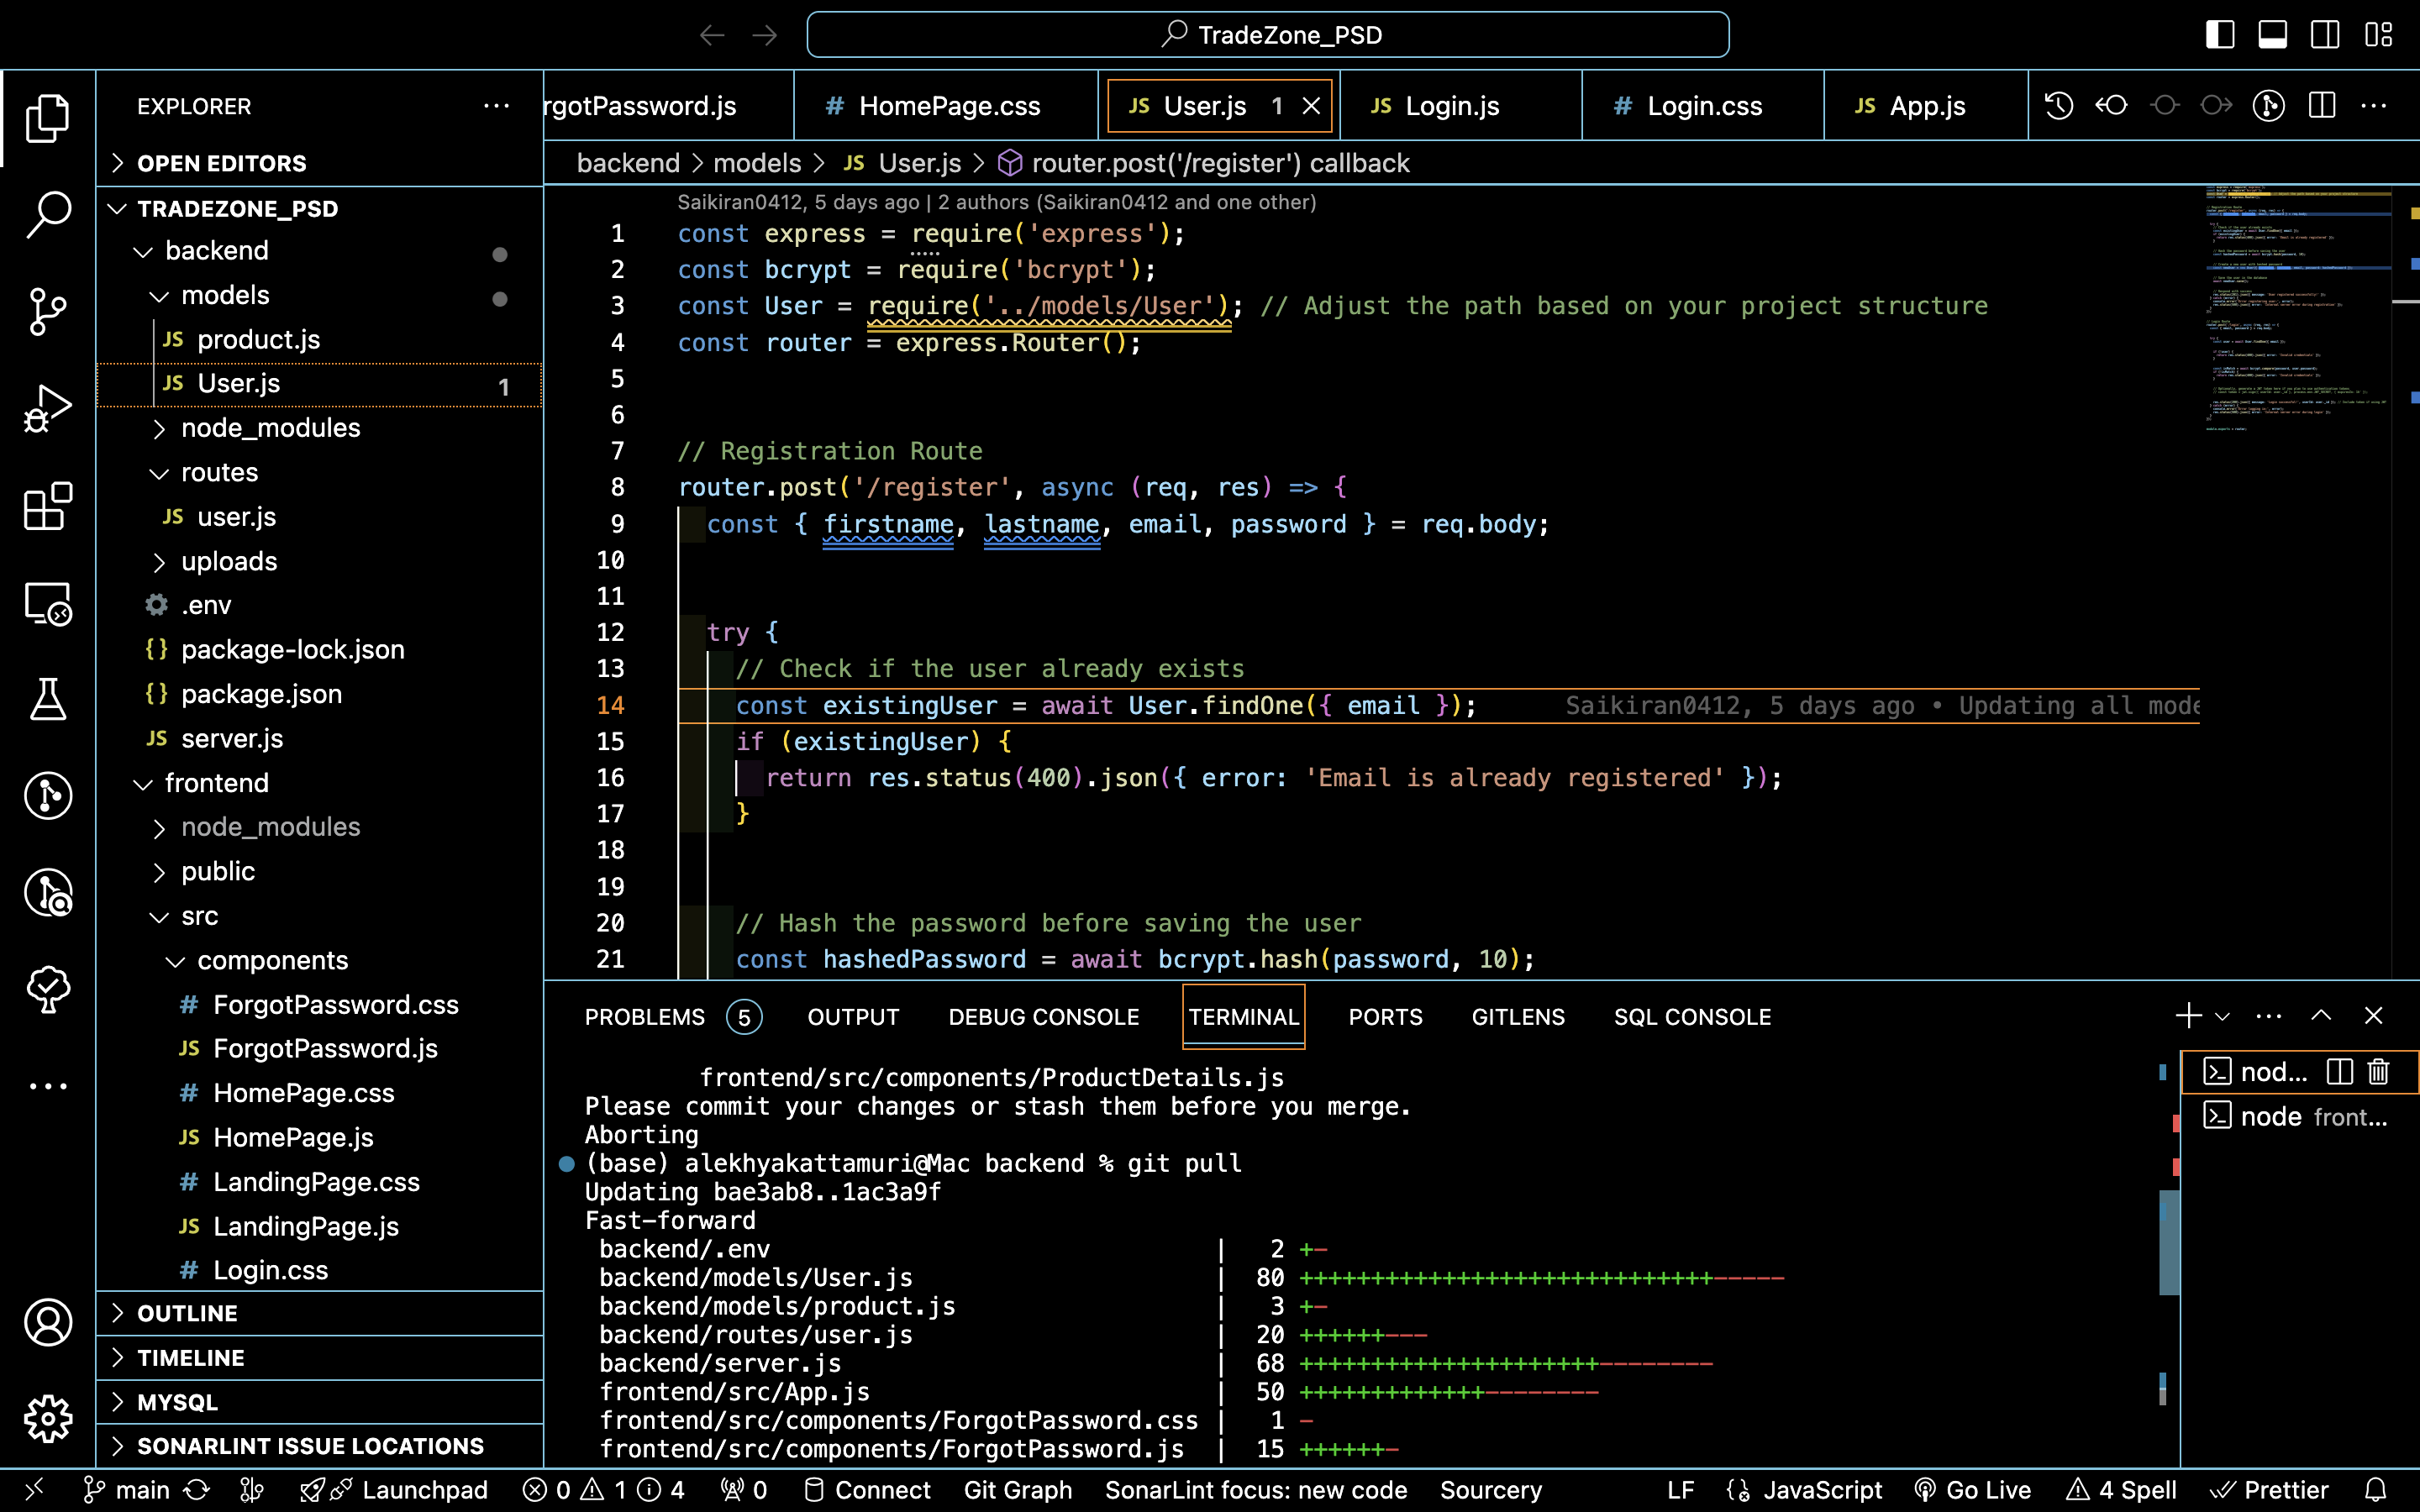 TradeZone_PSD
EXPLORER
OPEN EDITORS
TRADEZONE_PSD
backend
models
product.js
User.js 1
node_modules
routes
user.js
uploads
.env
package-lock.json
package.json
server.js
frontend
node_modules
public
src
components
ForgotPassword.css
ForgotPassword.js
HomePage.css
HomePage.js
LandingPage.css
LandingPage.js
Login.css
OUTLINE
TIMELINE
MYSQL
SONARLINT ISSUE LOCATIONS
rgotPassword.js # HomePage.css JS User.js 1 JS Login.js # Login.css JS App.js
backend > models > JS User.js > router.post('/register') callback
Saikiran0412, 5 days ago | 2 authors (Saikiran0412 and one other)
1 const express = require('express');
2 const bcrypt = require('bcrypt');
3 const User = require('../models/User'); // Adjust the path based on your project structure
4 const router = express.Router();
5
6
7 // Registration Route
8 router.post('/register', async (req, res) => {
9 const { firstname, lastname, email, password } = req.body;
10
11
12 try {
13 // Check if the user already exists
14 const existingUser = await User.findOne({ email }); Saikiran0412, 5 days ago • Updating all mode
15 if (existingUser) {
16 return res.status(400).json({ error: 'Email is already registered' });
17 }
18
19
20 // Hash the password before saving the user
21 const hashedPassword = await bcrypt.hash(password, 10);
PROBLEMS 5 OUTPUT DEBUG CONSOLE TERMINAL PORTS GITLENS SQL CONSOLE
frontend/src/components/ProductDetails.js
Please commit your changes or stash them before you merge.
Aborting
(base) alekhyakattamuri@Mac backend % git pull
Updating bae3ab8..1ac3a9f
Fast-forward
backend/.env | 2 +-
backend/models/User.js | 80 +++++++++++++++++++++++++++++-----
backend/models/product.js | 3 +-
backend/routes/user.js | 20 ++++++---
backend/server.js | 68 +++++++++++++++++++++--------
frontend/src/App.js | 50 +++++++++++++--------
frontend/src/components/ForgotPassword.css | 1 -
frontend/src/components/ForgotPassword.js | 15 ++++++-
nod...
node front...
main Launchpad 0 1 4 0 Connect Git Graph SonarLint focus: new code Sourcery LF JavaScript Go Live 4 Spell Prettier